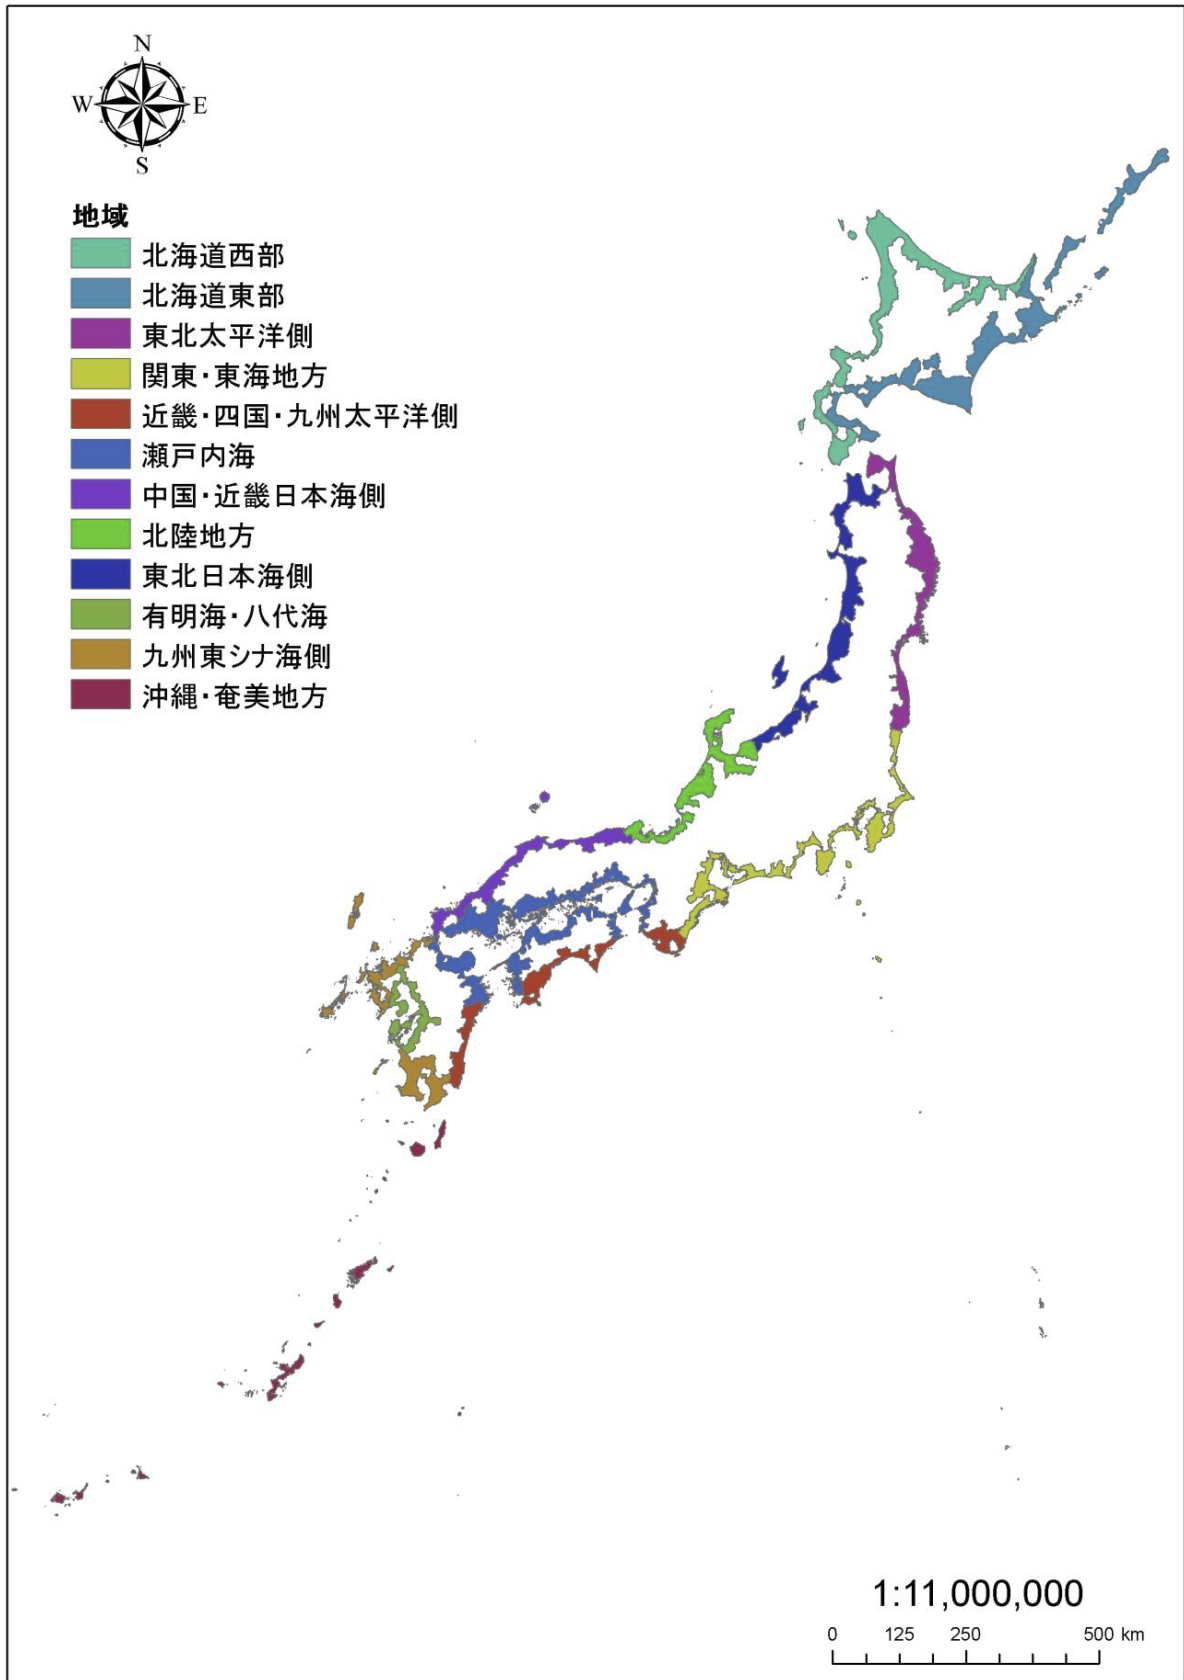 N
W E
S
地域
北海道西部
北海道東部
東北太平洋側
関東・東海地方
近畿・四国・九州太平洋側
瀬戸内海
中国・近畿日本海側
北陸地方
東北日本海側
有明海・八代海
九州東シナ海側
沖縄・奄美地方
1:11,000,000
0 125 250 500 km